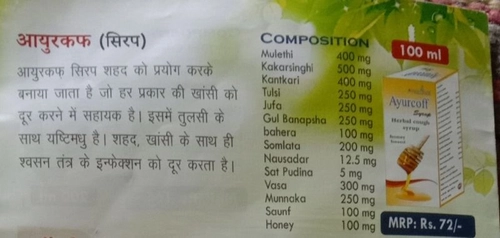 आयुरकफ (सिरप)
आयुरकफ सिरप शहद को प्रयोग करके
बनाया जाता है जो हर प्रकार की खांसी को
दूर करने में सहायक है। इसमें तुलसी के
साथ यष्टिमधु है। शहद, खांसी के साथ ही
श्वसन तंत्र के इन्फेक्शन को दूर करता है।
COMPOSITION
Mulethi 400 mg
Kakarsinghi 500 mg
Kantkari 400 mg
Tulsi 250 mg
Jufa 250 mg
Gul Banapsha 250 mg
bahera 100 mg
Somlata 200 mg
Nausadar 12.5 mg
Sat Pudina 5 mg
Vasa 300 mg
Munnaka 250 mg
Saunf 100 mg
Honey 100 mg
100 ml
Ayurcoff
Syrup
Herbal cough
syrup
MRP: Rs. 72/-